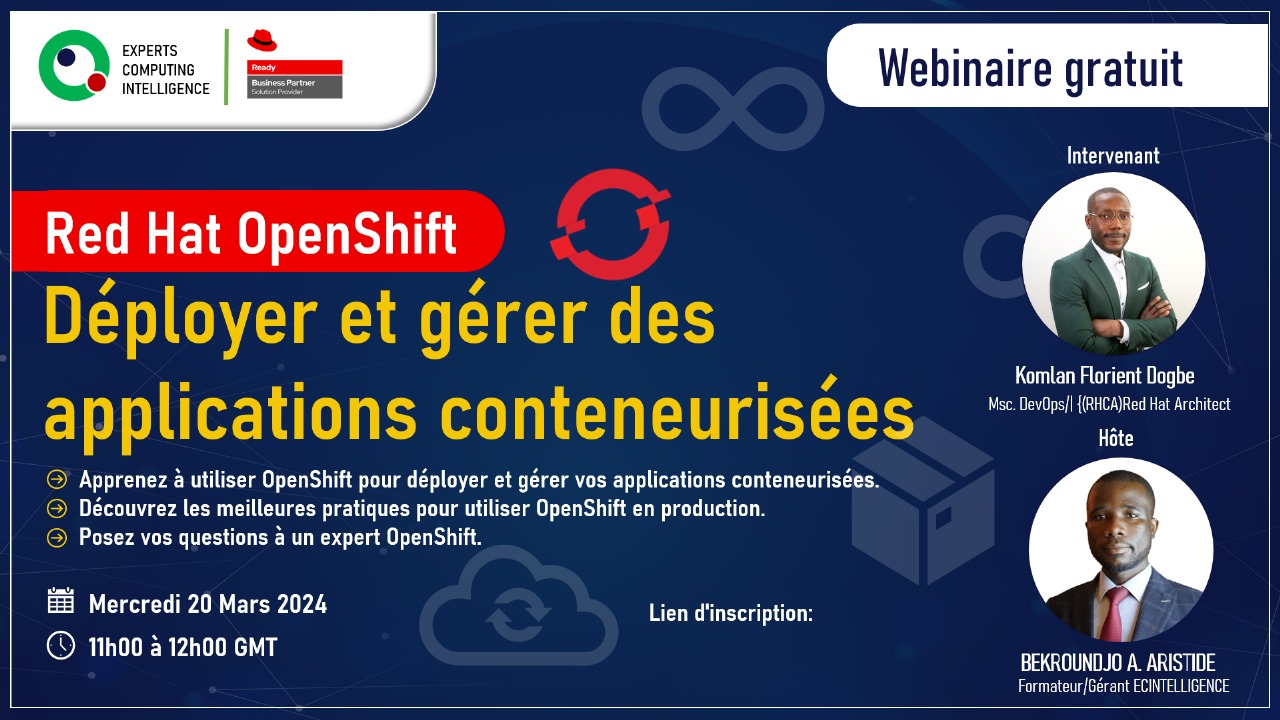 EXPERTS
COMPUTING
INTELLIGENCE
Ready
Business Partner
Solution Provider
Webinaire gratuit
Intervenant
Red Hat OpenShift
Déployer et gérer des
applications conteneurisées
Komlan Florient Dogbe
Msc. DevOps/| {(RHCA)Red Hat Architect
Hôte
Apprenez à utiliser OpenShift pour déployer et gérer vos applications conteneurisées.
Découvrez les meilleures pratiques pour utiliser OpenShift en production.
Posez vos questions à un expert OpenShift.
Mercredi 20 Mars 2024
11h00 à 12h00 GMT
Lien d'inscription:
BEKROUNDJO A. ARISTIDE
Formateur/Gérant ECINTELLIGENCE